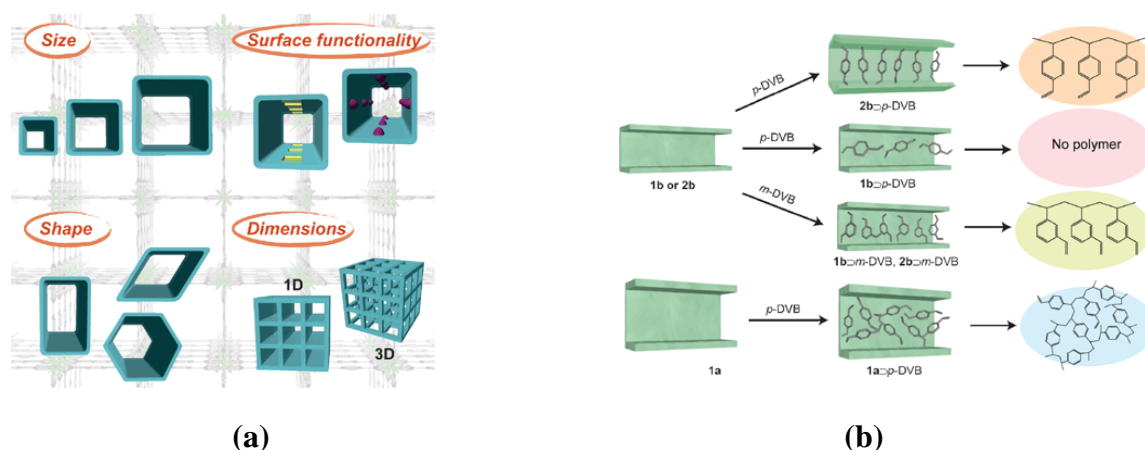 Size
Surface functionality
Shape
Dimensions
1D
3D
(a)
p-DVB
2b⊃p-DVB
1b or 2b
p-DVB
1b⊃p-DVB
No polymer
m-DVB
1b⊃m-DVB, 2b⊃m-DVB
1a
p-DVB
1a⊃p-DVB
(b)